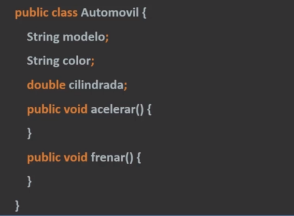 public class Automovil {
String modelo;
String color;
double cilindrada;
public void acelerar() {
}
public void frenar() {
}
}